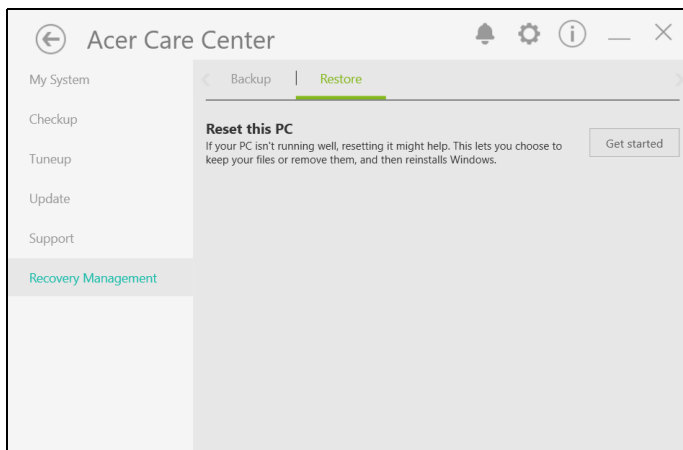 Acer Care Center
My System
Backup
Restore
Checkup
Reset this PC
If your PC isn't running well, resetting it might help. This lets you choose to
keep your files or remove them, and then reinstalls Windows.
Get started
Tuneup
Update
Support
Recovery Management